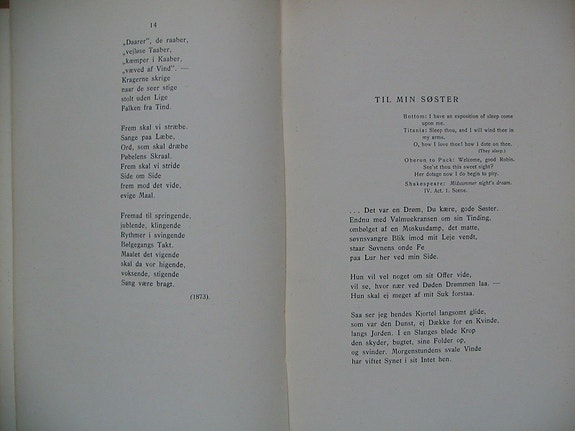 14
„Daarer", de raaber,
„vejløse Taaber,
„kæmper i Kaaber,
„væved af Vind". —
Kragerne skrige
naar de seer stige
stolt uden Lige
Falken fra Tind.
Frem skal vi stræbe.
Sange paa Læbe,
Ord, som skal dræbe
Pøbelens Skraal.
Frem skal vi stride
Side om Side
frem mod det vide,
evige Maal.
Fremad til springende,
jublende, klingende
Rythmer i svingende
Bølgegangs Takt.
Maalet det vigende
skal da vor higende,
voksende, stigende
Sang være bragt.
(1873).
TIL MIN SØSTER
Bottom: I have an exposition of sleep come
upon me.
Titania: Sleep thou, and I will wind thee in
my arms.
O, how I love thee! how I dote on thee.
(They sleep.)
Oberon to Puck: Welcome, good Robin.
See'st thou this sweet sight?
Her dotage now I do begin to pity.
Shakespeare: Midsommer night's dream.
IV. Act. 1. Scene.
. . . Det var en Drøm, Du kære, gode Søster.
Endnu med Valmuekransen om sin Tinding,
ombølget af en Moskusdamp, det matte,
søvnsvangre Blik imod mit Leje vendt,
staar Søvnens onde Fe
paa Lur her ved min Side.
Hun vil vel noget om sit Offer vide,
vil se, hvor nær ved Døden Drømmen laa. —
Hun skal ej meget af mit Suk forstaa.
Saa ser jeg hendes Kjortel langsomt glide,
som var den Dunst, ej Dække for en Kvinde,
langs Jorden. I en Slanges bløde Krop
den skyder, bugtet, sine Folder op,
og svinder. Morgenstundens svale Vinde
har viftet Synet i sit Intet hen.